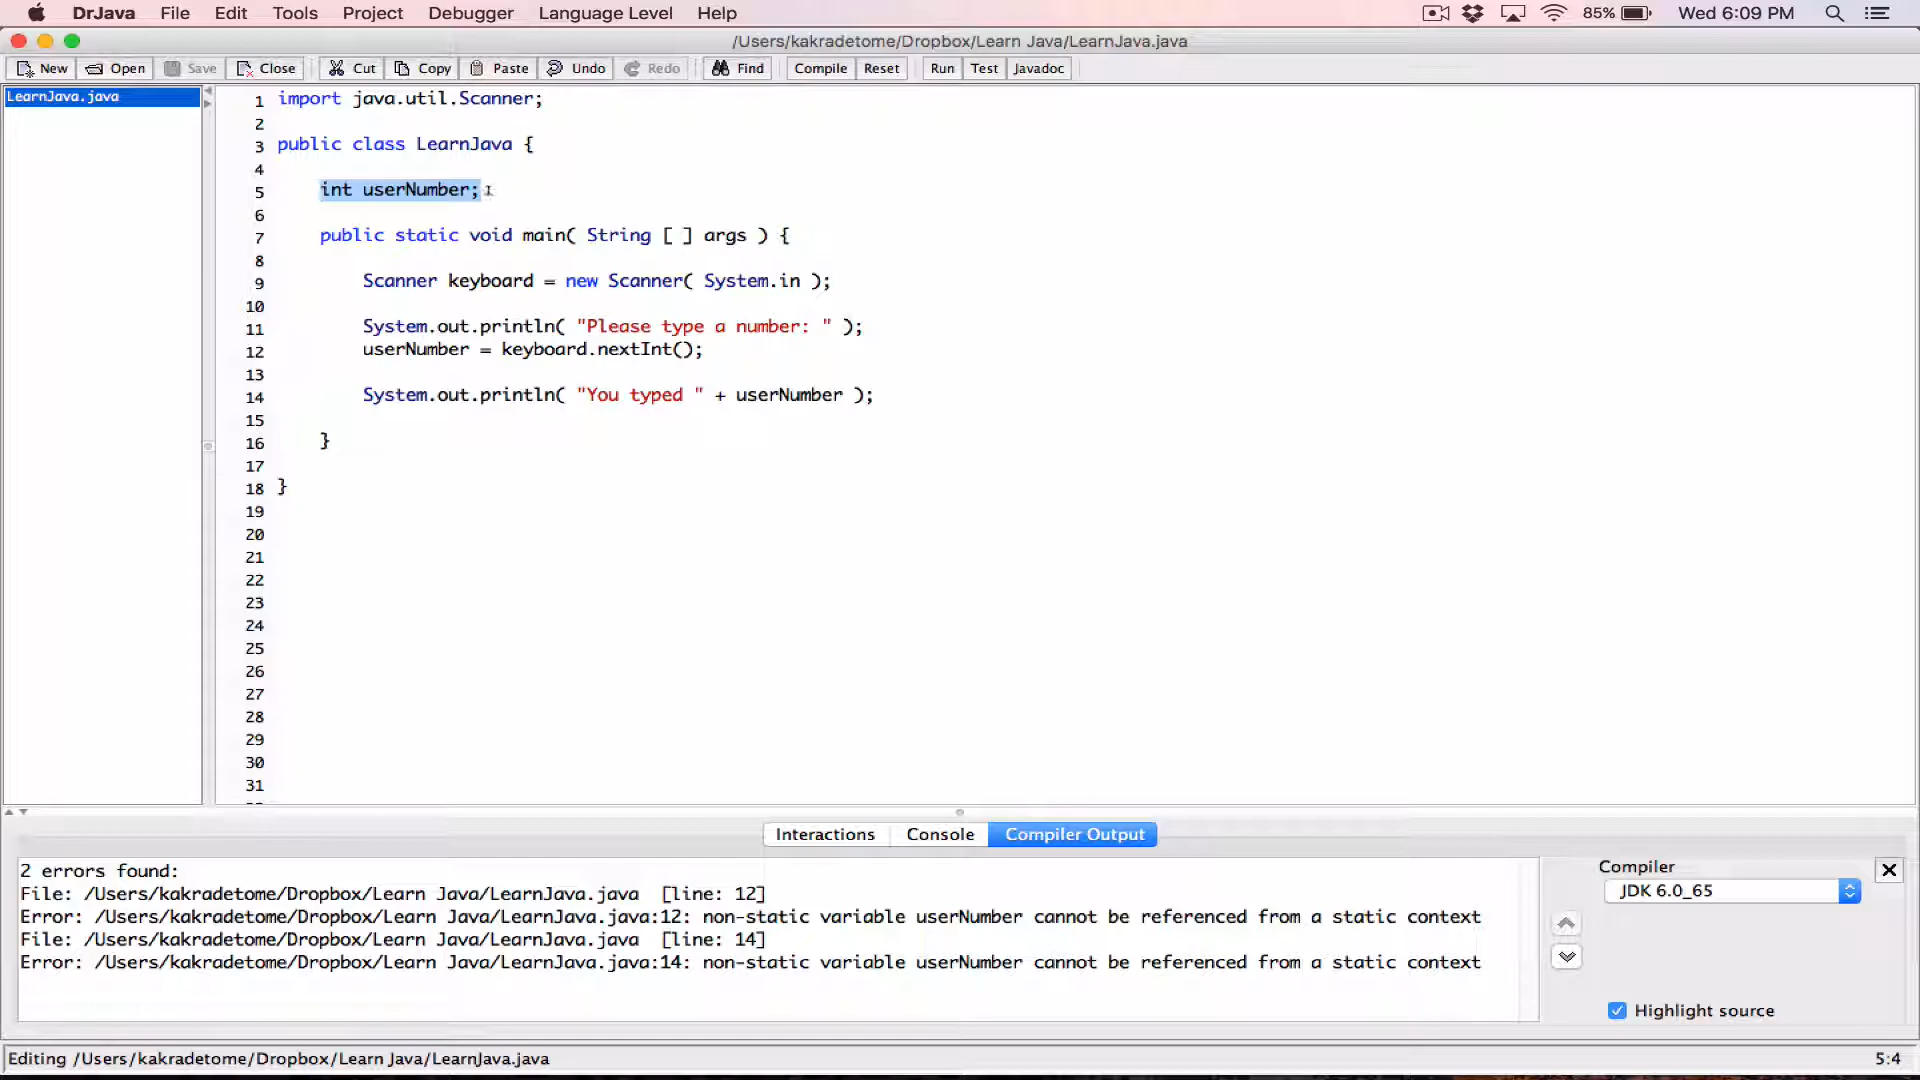 DrJava File Edit Tools Project Debugger Language Level Help 85% Wed 6:09 PM
/Users/kakradetome/Dropbox/Learn Java/LearnJava.java
New Open Save Close Cut Copy Paste Undo Redo Find Compile Reset Run Test Javadoc
LearnJava.java
1 import java.util.Scanner;
2
3 public class LearnJava {
4
5 int userNumber;
6
7 public static void main( String [ ] args ) {
8
9 Scanner keyboard = new Scanner( System.in );
10
11 System.out.println( "Please type a number: " );
12 userNumber = keyboard.nextInt();
13
14 System.out.println( "You typed " + userNumber );
15
16 }
17
18 }
19
20
21
22
23
24
25
26
27
28
29
30
31
Interactions Console Compiler Output
2 errors found:
File: /Users/kakradetome/Dropbox/Learn Java/LearnJava.java [line: 12]
Error: /Users/kakradetome/Dropbox/Learn Java/LearnJava.java:12: non-static variable userNumber cannot be referenced from a static context
File: /Users/kakradetome/Dropbox/Learn Java/LearnJava.java [line: 14]
Error: /Users/kakradetome/Dropbox/Learn Java/LearnJava.java:14: non-static variable userNumber cannot be referenced from a static context
Compiler
JDK 6.0_65
Highlight source
Editing /Users/kakradetome/Dropbox/Learn Java/LearnJava.java 5:4